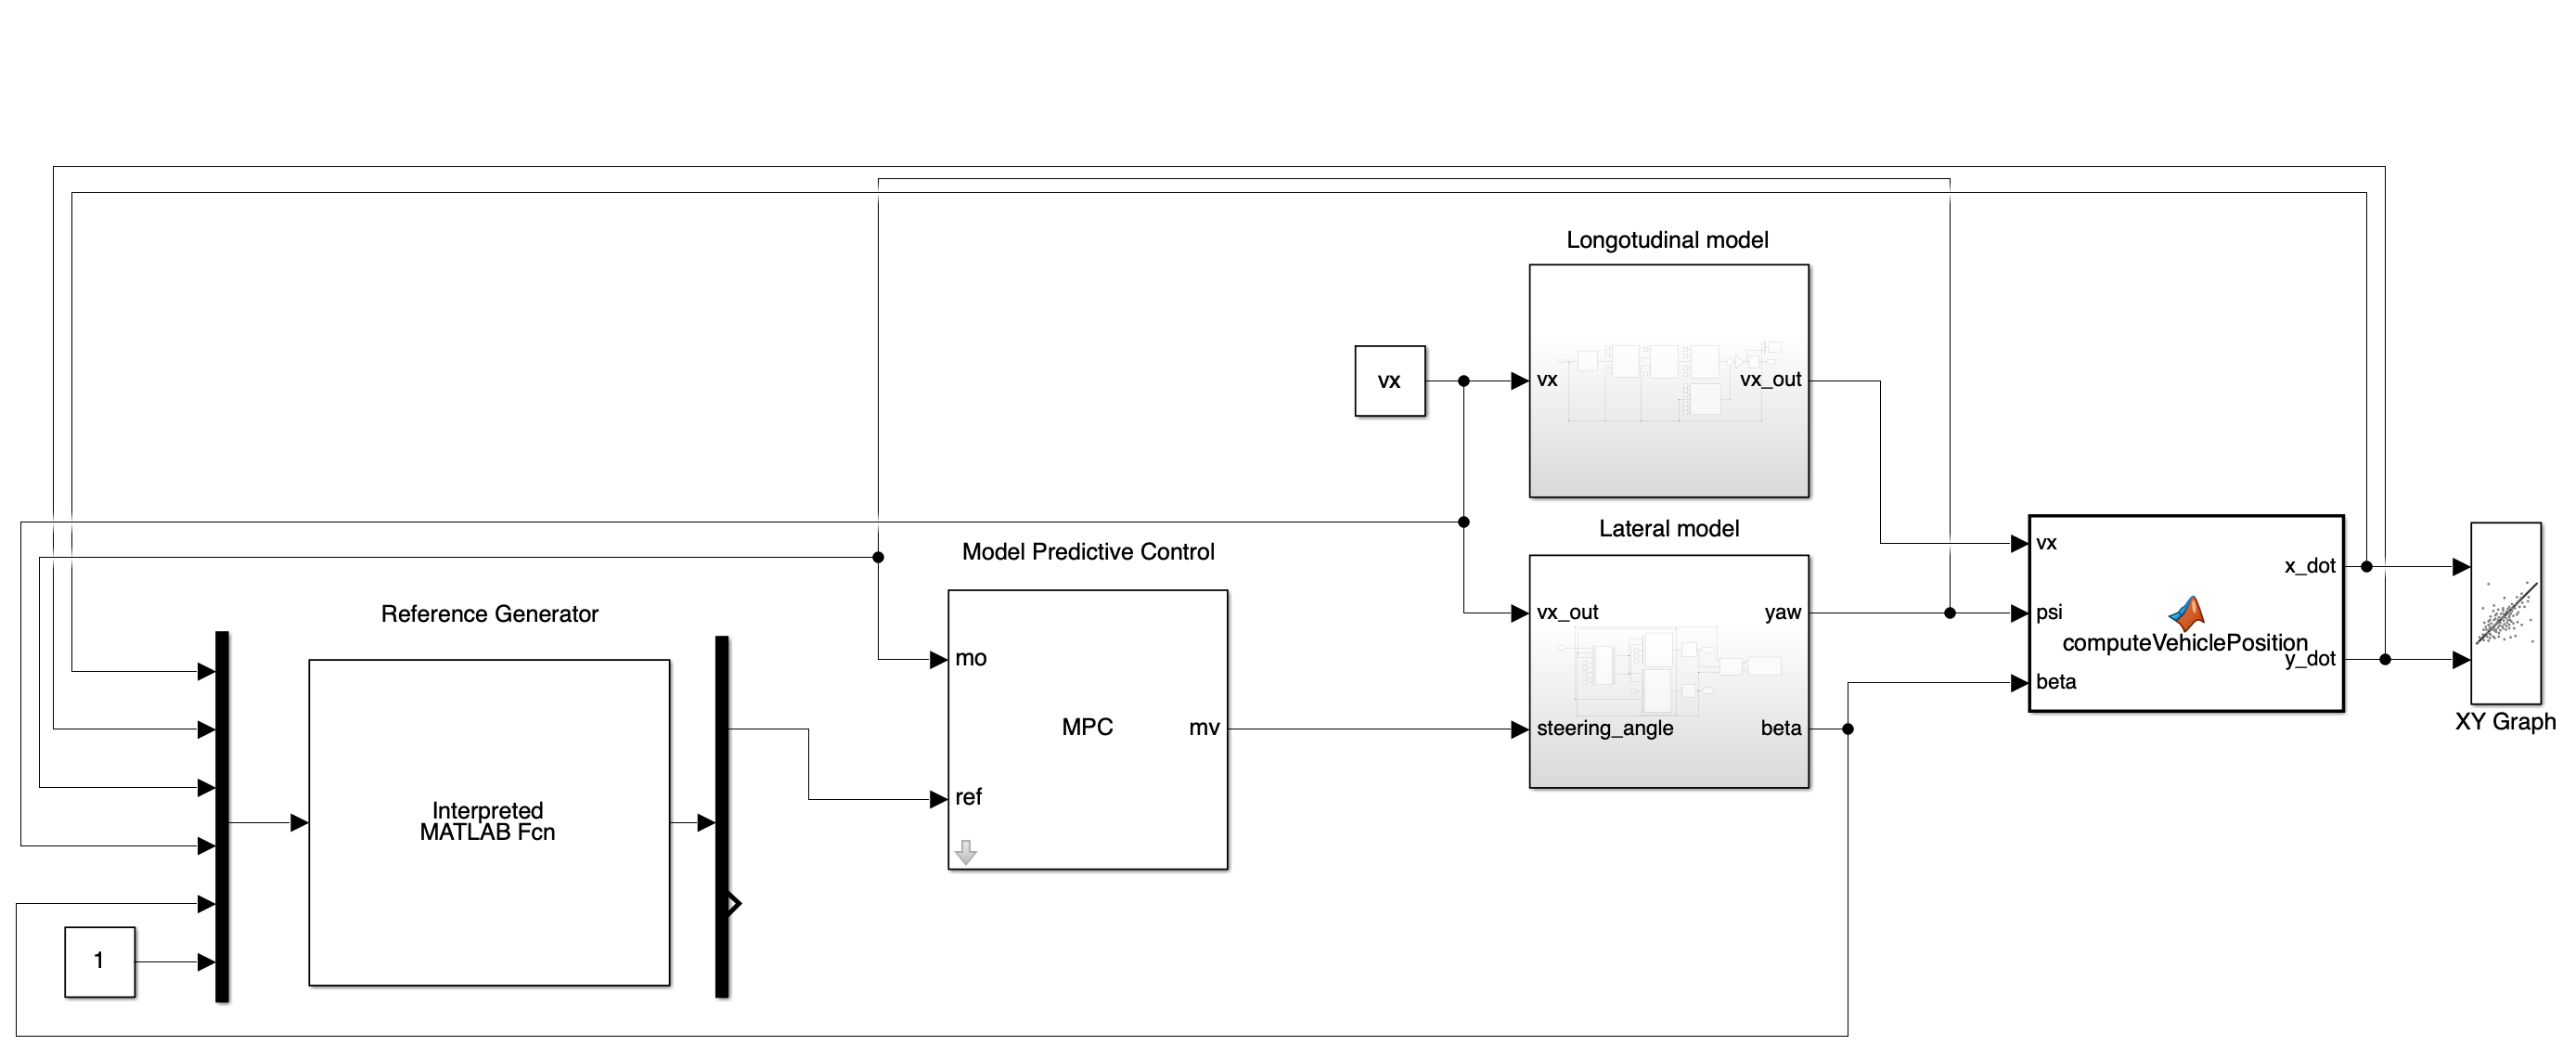 Longotudinal model
vx
vx
vx_out
Lateral model
vx_out
yaw
steering_angle
beta
vx
psi
beta
x_dot
computeVehiclePosition
y_dot
XY Graph
Model Predictive Control
mo
MPC
mv
ref
Reference Generator
Interpreted
MATLAB Fcn
1